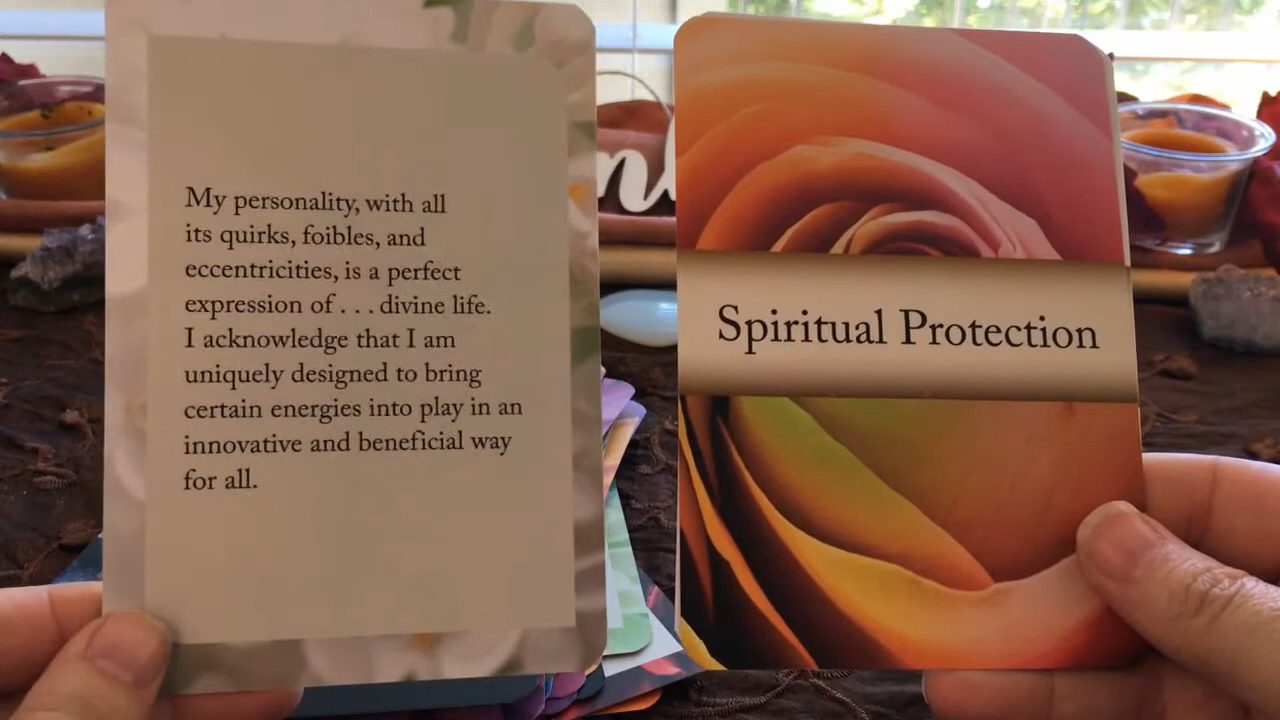 My personality, with all
its quirks, foibles, and
eccentricities, is a perfect
expression of . . . divine life.
I acknowledge that I am
uniquely designed to bring
certain energies into play in an
innovative and beneficial way
for all.
Spiritual Protection